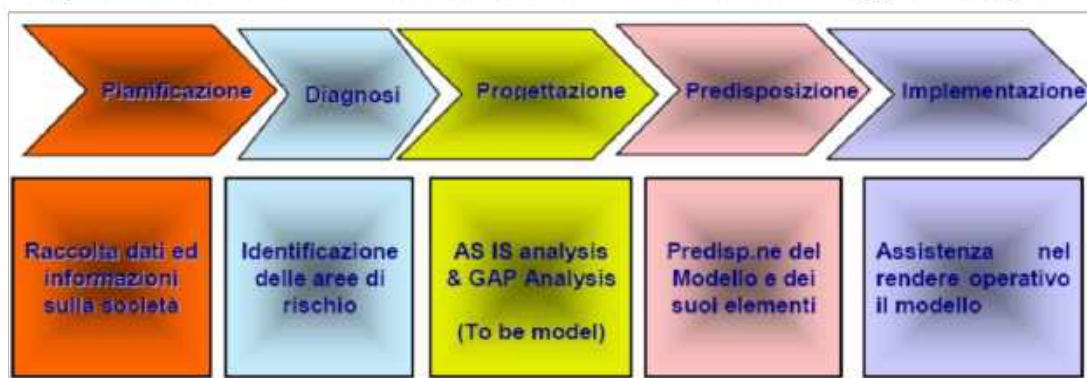 Pianificazione
Diagnosi
Progettazione
Predisposizione
Implementazione
Raccolta dati ed
informazioni
sulla società
Identificazione
delle aree di
rischio
AS IS analysis
& GAP Analysis
(To be model)
Predisp.ne del
Modello e dei
suoi elementi
Assistenza nel
rendere operativo
il modello